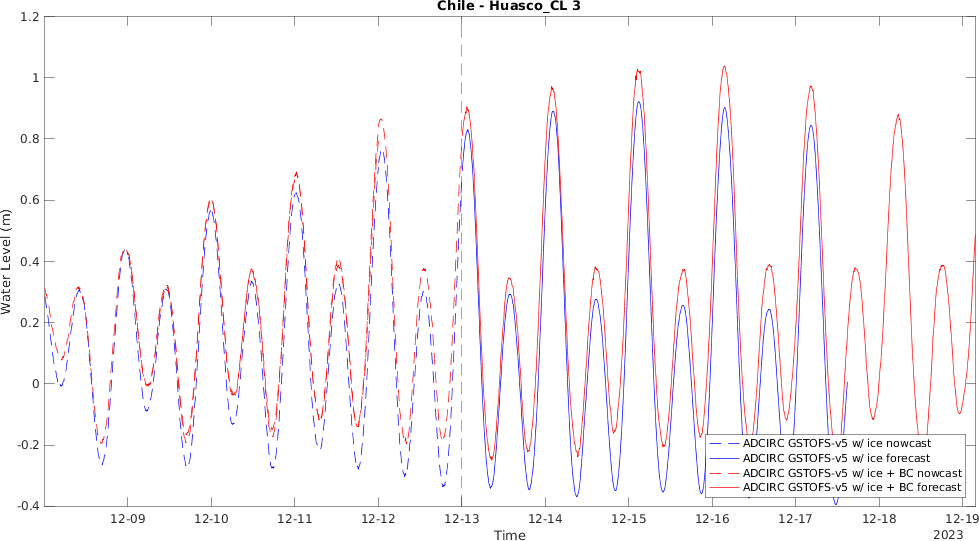 Chile - Huasco_CL 3
1.2
1
0.8
0.6
0.4
0.2
0
-0.2
-0.4
Water Level (m)
ADCIRC GSTOFS-v5 w/ ice nowcast
ADCIRC GSTOFS-v5 w/ ice forecast
ADCIRC GSTOFS-v5 w/ ice + BC nowcast
ADCIRC GSTOFS-v5 w/ ice + BC forecast
12-09 12-10 12-11 12-12 12-13 12-14 12-15 12-16 12-17 12-18 12-19
Time
2023